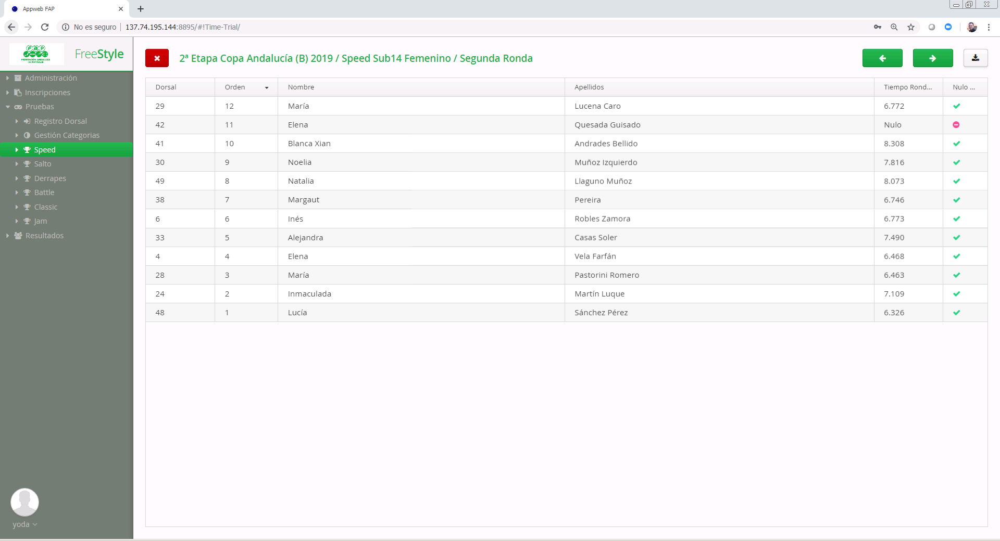 Appweb FAP
No es seguro 137.74.195.144:8895/#!Time-Trial/
FAP
FEDERACIÓN ANDALUZA
DE PATINAJE
FreeStyle
2ª Etapa Copa Andalucía (B) 2019 / Speed Sub14 Femenino / Segunda Ronda
Administración
Inscripciones
Pruebas
Registro Dorsal
Gestión Categorias
Speed
Salto
Derrapes
Battle
Classic
Jam
Resultados
yoda
Dorsal Orden Nombre Apellidos Tiempo Rond... Nulo ...
29 12 María Lucena Caro 6.772
42 11 Elena Quesada Guisado Nulo
41 10 Blanca Xian Andrades Bellido 8.308
30 9 Noelia Muñoz Izquierdo 7.816
49 8 Natalia Llaguno Muñoz 8.073
38 7 Margaut Pereira 6.746
6 6 Inés Robles Zamora 6.773
33 5 Alejandra Casas Soler 7.490
4 4 Elena Vela Farfán 6.468
28 3 María Pastorini Romero 6.463
24 2 Inmaculada Martín Luque 7.109
48 1 Lucía Sánchez Pérez 6.326